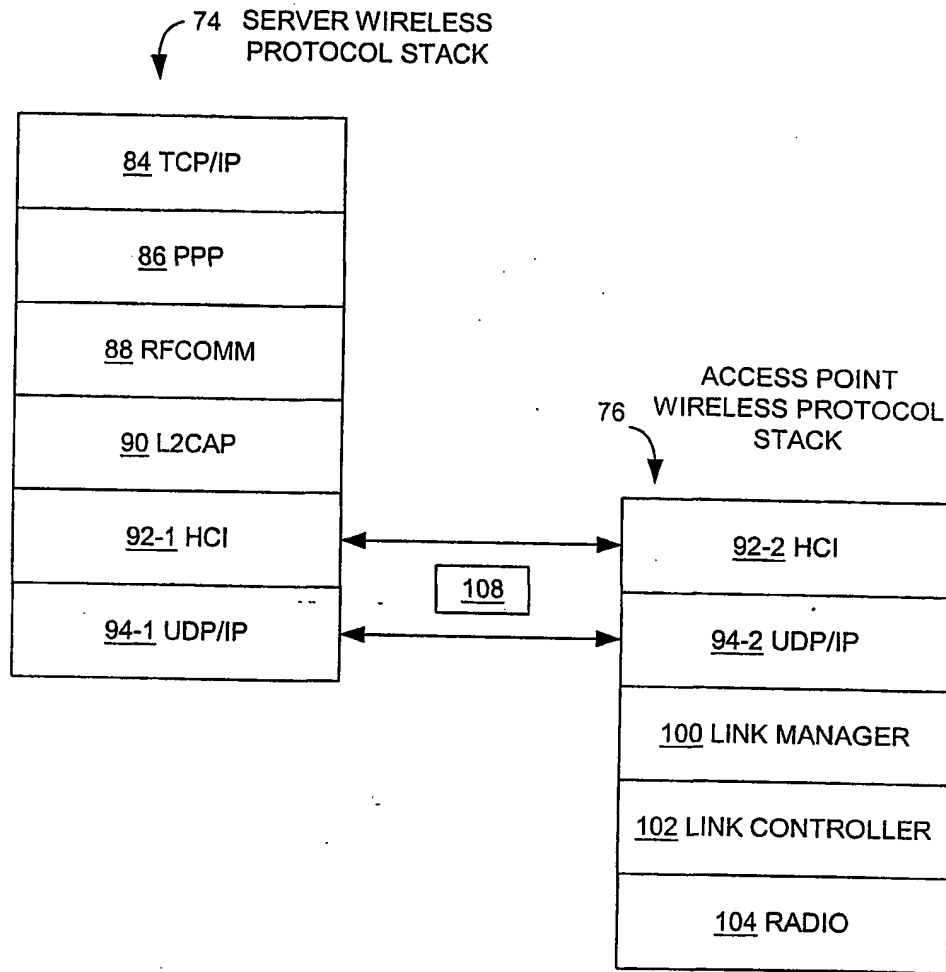 74 SERVER WIRELESS
PROTOCOL STACK
84 TCP/IP
86 PPP
88 RFCOMM
90 L2CAP
92-1 HCI
94-1 UDP/IP
108
ACCESS POINT
76 WIRELESS PROTOCOL
STACK
92-2 HCI
94-2 UDP/IP
100 LINK MANAGER
102 LINK CONTROLLER
104 RADIO